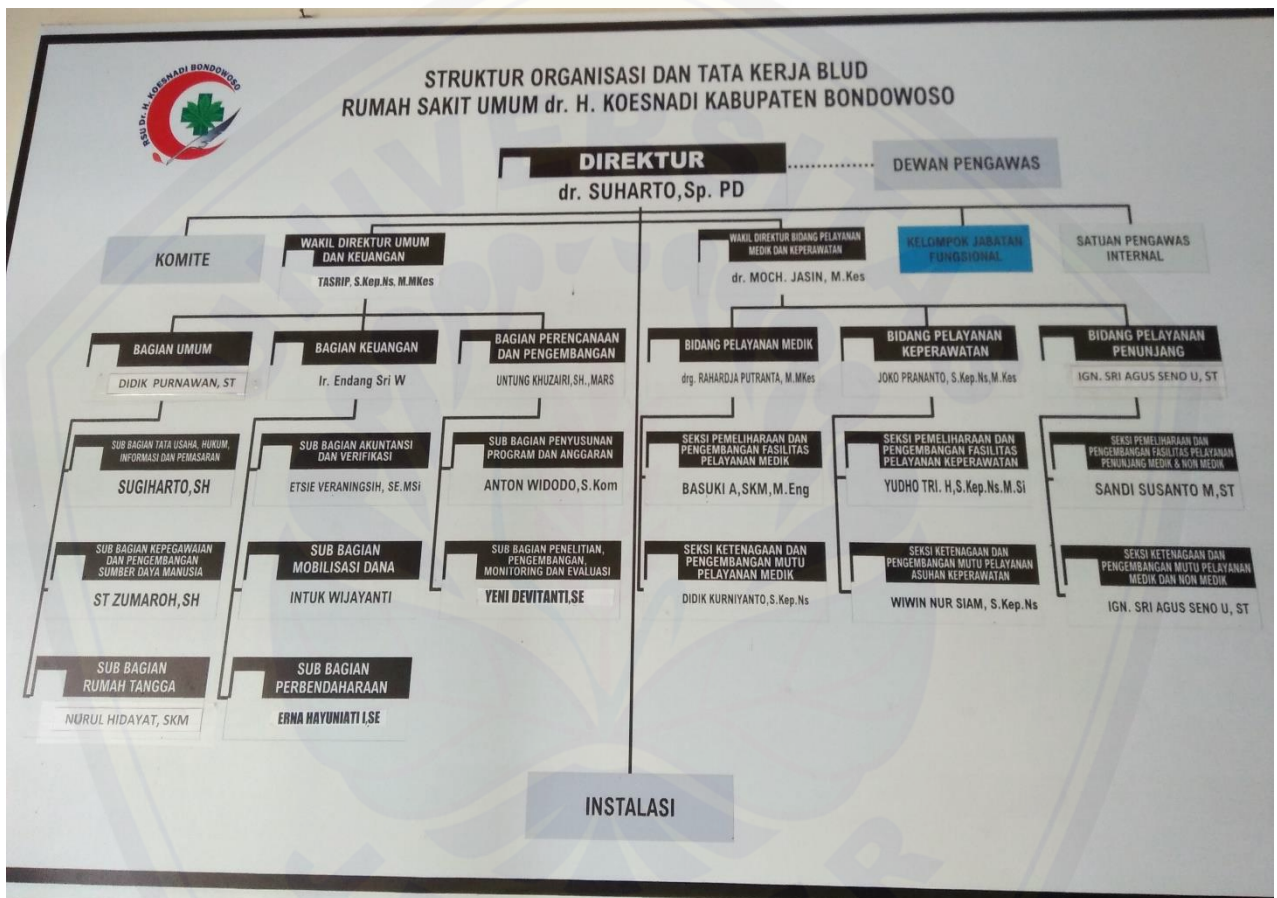 RSU Dr. H. KOESNADI BONDOWOSO
STRUKTUR ORGANISASI DAN TATA KERJA BLUD
RUMAH SAKIT UMUM dr. H. KOESNADI KABUPATEN BONDOWOSO
DIREKTUR
dr. SUHARTO,Sp. PD
DEWAN PENGAWAS
KOMITE
WAKIL DIREKTUR UMUM
DAN KEUANGAN
TASRIP, S.Kep.Ns, M.MKes
WAKIL DIREKTUR BIDANG PELAYANAN
MEDIK DAN KEPERAWATAN
dr. MOCH. JASIN, M.Kes
KELOMPOK JABATAN
FUNGSIONAL
SATUAN PENGAWAS
INTERNAL
BAGIAN UMUM
DIDIK PURNAWAN, ST
BAGIAN KEUANGAN
Ir. Endang Sri W
BAGIAN PERENCANAAN
DAN PENGEMBANGAN
UNTUNG KHUZAIRI,SH.,MARS
BIDANG PELAYANAN MEDIK
drg. RAHARDJA PUTRANTA, M.MKes
BIDANG PELAYANAN
KEPERAWATAN
JOKO PRANANTO, S.Kep.Ns,M.Kes
BIDANG PELAYANAN
PENUNJANG
IGN. SRI AGUS SENO U, ST
SUB BAGIAN TATA USAHA, HUKUM,
INFORMASI DAN PEMASARAN
SUGIHARTO,SH
SUB BAGIAN AKUNTANSI
DAN VERIFIKASI
ETSIE VERANINGSIH, SE.MSi
SUB BAGIAN PENYUSUNAN
PROGRAM DAN ANGGARAN
ANTON WIDODO,S.Kom
SEKSI PEMELIHARAAN DAN
PENGEMBANGAN FASILITAS
PELAYANAN MEDIK
BASUKI A,SKM,M.Eng
SEKSI PEMELIHARAAN DAN
PENGEMBANGAN FASILITAS
PELAYANAN KEPERAWATAN
YUDHO TRI. H,S.Kep.Ns.M.Si
SEKSI PEMELIHARAAN DAN
PENGEMBANGAN FASILITAS PELAYANAN
PENUNJANG MEDIK & NON MEDIK
SANDI SUSANTO M,ST
SUB BAGIAN KEPEGAWAIAN
DAN PENGEMBANGAN
SUMBER DAYA MANUSIA
ST ZUMAROH,SH
SUB BAGIAN
MOBILISASI DANA
INTUK WIJAYANTI
SUB BAGIAN PENELITIAN,
PENGEMBANGAN,
MONITORING DAN EVALUASI
YENI DEVITANTI,SE
SEKSI KETENAGAAN DAN
PENGEMBANGAN MUTU
PELAYANAN MEDIK
DIDIK KURNIYANTO,S.Kep.Ns
SEKSI KETENAGAAN DAN
PENGEMBANGAN MUTU PELAYANAN
ASUHAN KEPERAWATAN
WIWIN NUR SIAM, S.Kep.Ns
SEKSI KETENAGAAN DAN
PENGEMBANGAN MUTU PELAYANAN
MEDIK DAN NON MEDIK
IGN. SRI AGUS SENO U, ST
SUB BAGIAN
RUMAH TANGGA
NURUL HIDAYAT, SKM
SUB BAGIAN
PERBENDAHARAAN
ERNA HAYUNIATI I,SE
INSTALASI